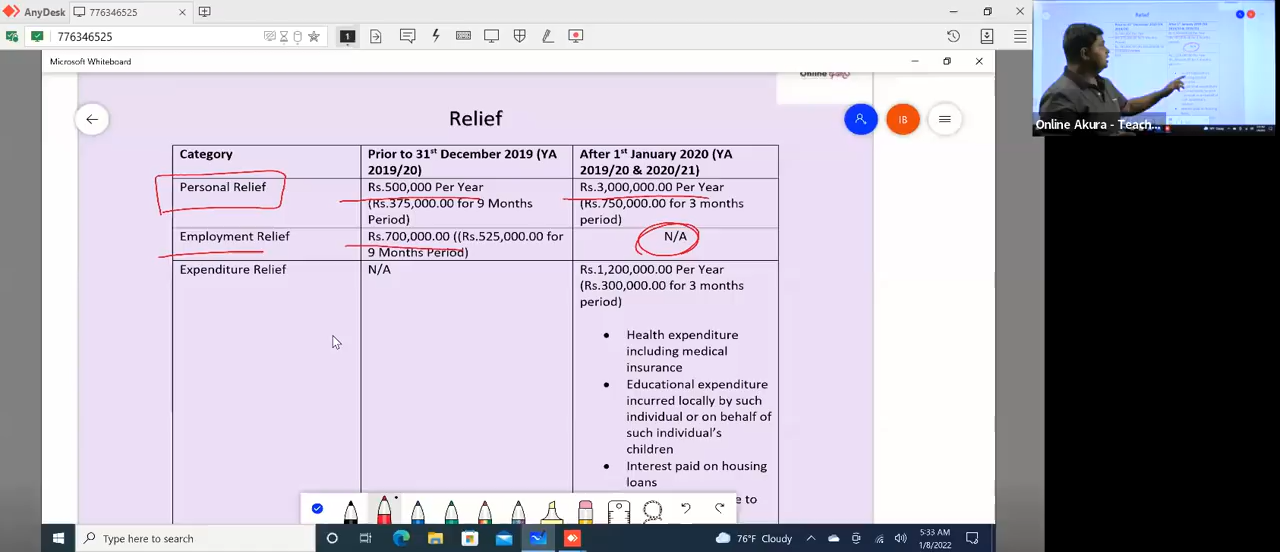 AnyDesk
776346525
776346525
1
Microsoft Whiteboard
Online
Relief
IB
Category
Prior to 31st December 2019 (YA
2019/20)
After 1st January 2020 (YA
2019/20 & 2020/21)
Personal Relief
Rs.500,000 Per Year
(Rs.375,000.00 for 9 Months
Period)
Rs.3,000,000.00 Per Year
(Rs.750,000.00 for 3 months
period)
Employment Relief
Rs.700,000.00 ((Rs.525,000.00 for
9 Months Period)
N/A
Expenditure Relief
N/A
Rs.1,200,000.00 Per Year
(Rs.300,000.00 for 3 months
period)
• Health expenditure
including medical
insurance
• Educational expenditure
incurred locally by such
individual or on behalf of
such individual's
children
• Interest paid on housing
loans
to
Type here to search
76°F Cloudy
5:33 AM
1/8/2022
Relief
Online Akura - Teach...